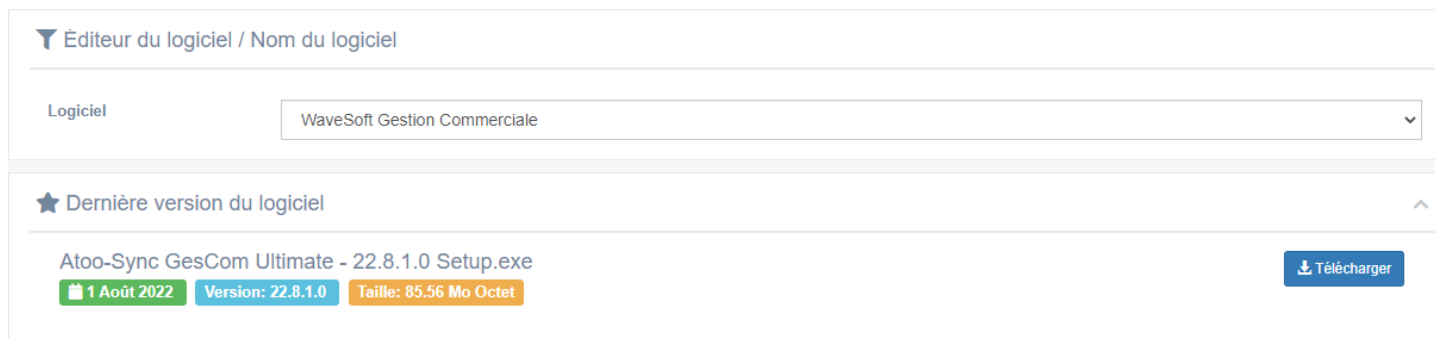 Éditeur du logiciel / Nom du logiciel
Logiciel
WaveSoft Gestion Commerciale
Dernière version du logiciel
Atoo-Sync GesCom Ultimate - 22.8.1.0 Setup.exe
Télécharger
1 Août 2022 Version: 22.8.1.0 Taille: 85.56 Mo Octet